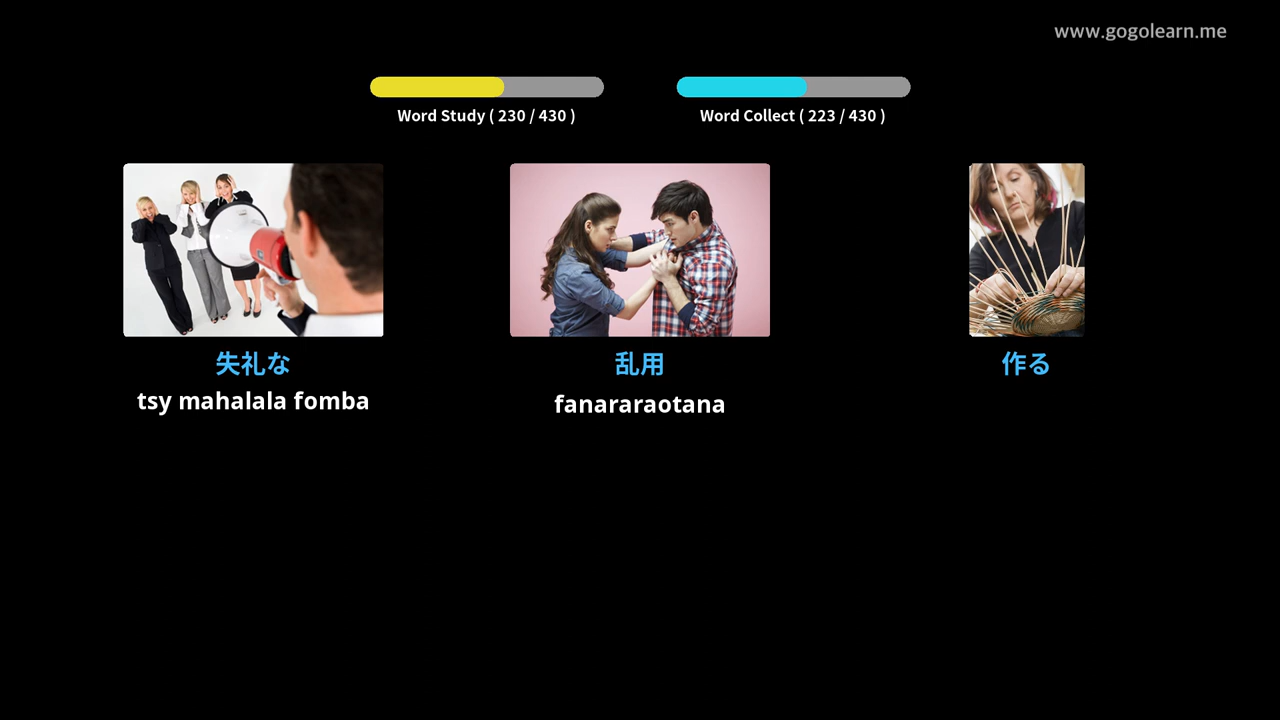 www.gogolearn.me
Word Study ( 230 / 430 )
Word Collect ( 223 / 430 )
失礼な
tsy mahalala fomba
乱用
fanararaotana
作る